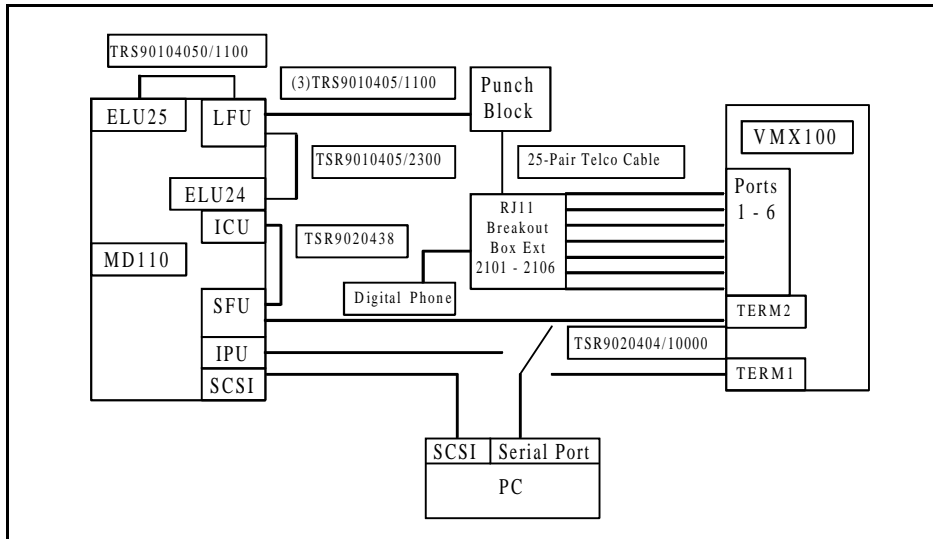 TRS90104050/1100
(3)TRS9010405/1100
Punch
Block
ELU25
LFU
VMX100
TSR9010405/2300
25-Pair Telco Cable
Ports
1 - 6
ELU24
RJ11
Breakout
Box Ext
2101 - 2106
ICU
TSR9020438
MD110
Digital Phone
SFU
TERM2
TSR9020404/10000
IPU
SCSI
TERM1
SCSI
Serial Port
PC